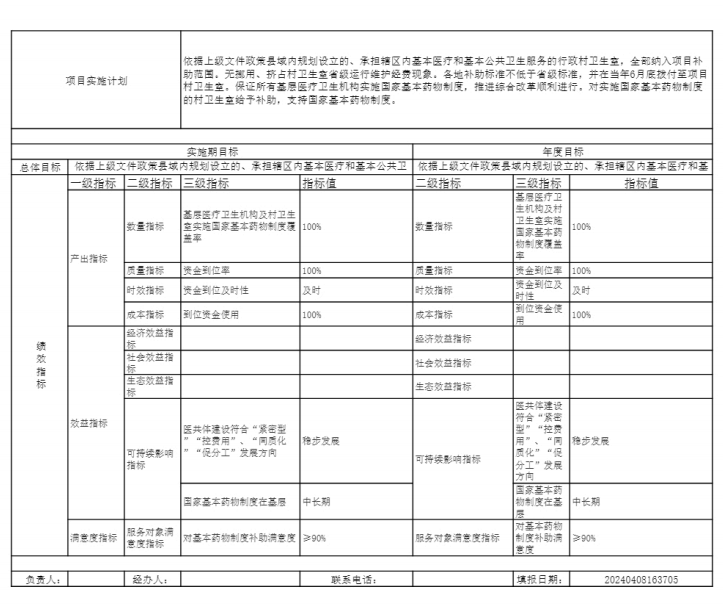 项目实施计划
依据上级文件政策县域内规划设立的、承担辖区内基本医疗和基本公共卫生服务的行政村卫生室，全部纳入项目补
助范围。无挪用、挤占村卫生室省级运行维护经费现象。各地补助标准不低于省级标准，并在当年6月底拨付至项目
村卫生室，保证所有基层医疗卫生机构实施国家基本药物制度，推进综合改革顺利进行。对实施国家基本药物制度
的村卫生室给予补助，支持国家基本药物制度。
实施期目标 年度目标
总体目标 依据上级文件政策县域内规划设立的、承担辖区内基本医疗和基本公共卫 依据上级文件政策县域内规划设立的、承担辖区内基本医疗和基
一级指标 二级指标 三级指标 指标值 二级指标 三级指标 指标值
绩
效
指
标
产出指标
数量指标
基层医疗卫生机构及村卫生
室实施国家基本药物制度覆
盖率
100%
数量指标
基层医疗卫
生机构及村
卫生室实施
国家基本药
物制度覆盖
率
100%
质量指标 资金到位率 100% 质量指标 资金到位率 100%
时效指标 资金到位及时性 及时 时效指标
资金到位及
时性
及时
成本指标 到位资金使用 100% 成本指标
到位资金使
用
100%
效益指标
经济效益指
标
经济效益指标
社会效益指
标
社会效益指标
生态效益指
标
生态效益指标
可持续影响
指标
医共体建设符合“紧密型
”“控费用”、“同质化
”“促分工”发展方向
稳步发展
可持续影响指标
医共体建设
符合“紧密
型”“控费
用”、“同
质化”“促
分工”发展
方向
稳步发展
国家基本药物制度在基层 中长期
国家基本药
物制度在基
层
中长期
满意度指标
服务对象满
意度指标
对基本药物制度补助满意度 ≥90% 服务对象满意度指标
对基本药物
制度补助满
意度
≥90%
负责人： 经办人： 联系电话： 填报日期： 20240408163705